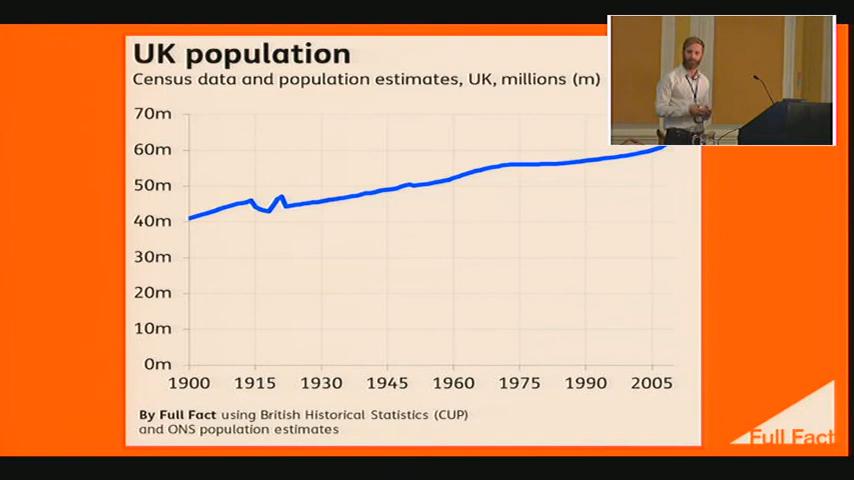 UK population
Census data and population estimates, UK, millions (m)
70m
60m
50m
40m
30m
20m
10m
0m
1900 1915 1930 1945 1960 1975 1990 2005
By Full Fact using British Historical Statistics (CUP)
and ONS population estimates
Full Fact